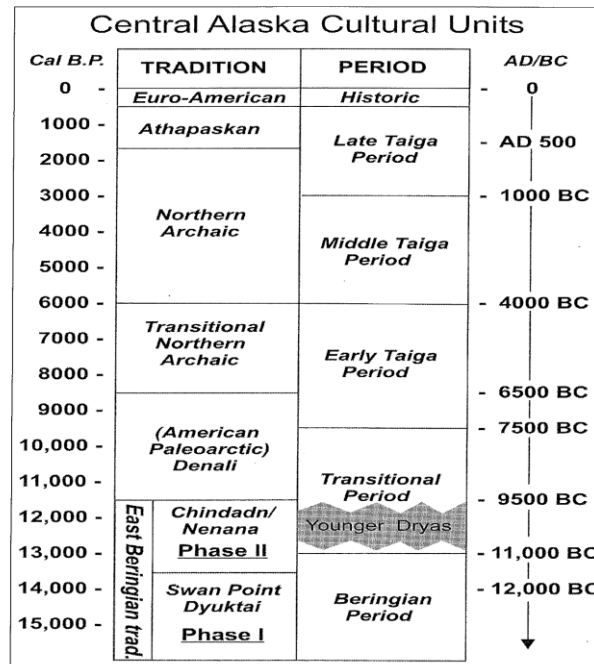 Central Alaska Cultural Units
Cal B.P.
TRADITION
PERIOD
AD/BC
0 -
Euro-American
Historic
- 0
1000 -
Athapaskan
Late Taiga
Period
- AD 500
2000 -
3000 -
- 1000 BC
Northern
Archaic
4000 -
Middle Taiga
Period
5000 -
6000 -
- 4000 BC
Transitional
Northern
Archaic
7000 -
Early Taiga
Period
8000 -
- 6500 BC
9000 -
- 7500 BC
(American
Paleoarctic)
Denali
10,000 -
11,000 -
Transitional
Period
- 9500 BC
East Beringian trad.
12,000 -
Chindadn/
Nenana
Phase II
Younger Dryas
13,000 -
- 11,000 BC
14,000 -
Swan Point
Dyuktai
Phase I
Beringian
Period
- 12,000 BC
15,000 -